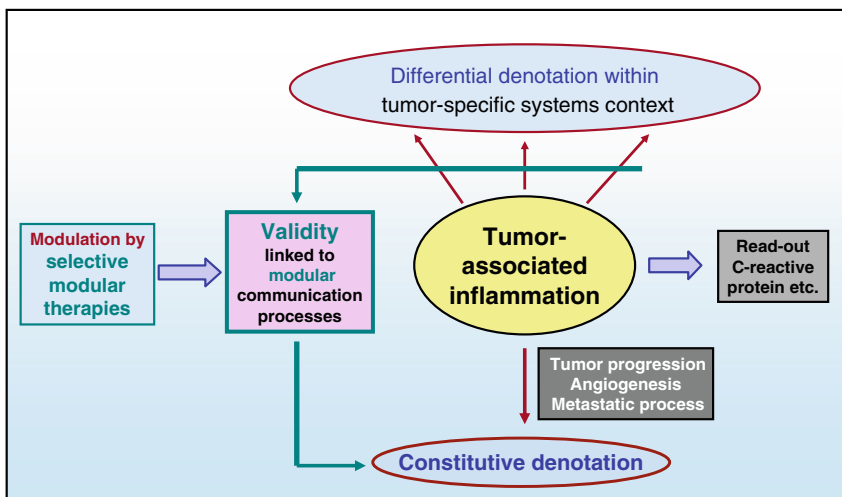 Differential denotation within
tumor-specific systems context
Modulation by
selective
modular
therapies
Validity
linked to
modular
communication
processes
Tumor-
associated
inflammation
Read-out
C-reactive
protein etc.
Tumor progression
Angiogenesis
Metastatic process
Constitutive denotation